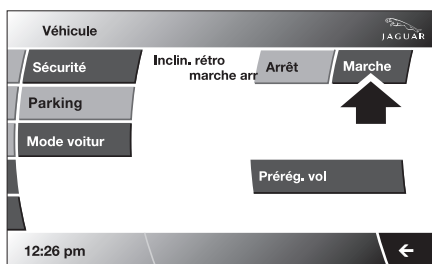 Véhicule
JAGUAR
Sécurité
Parking
Mode voitur
Inclin. rétro
marche arr
Arrêt
Marche
Prérég. vol
12:26 pm